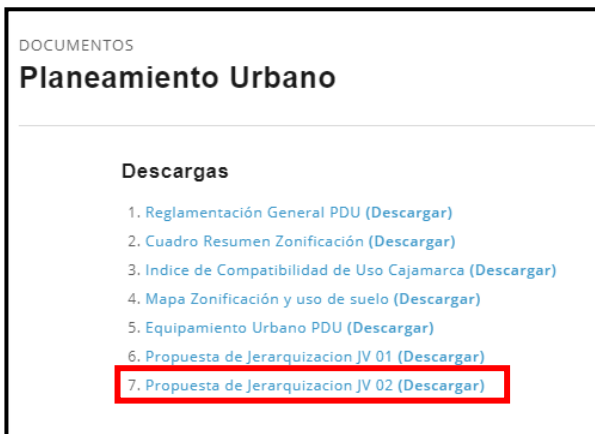 DOCUMENTOS
Planeamiento Urbano
Descargas
1. Reglamentación General PDU (Descargar)
2. Cuadro Resumen Zonificación (Descargar)
3. Indice de Compatibilidad de Uso Cajamarca (Descargar)
4. Mapa Zonificación y uso de suelo (Descargar)
5. Equipamiento Urbano PDU (Descargar)
6. Propuesta de Jerarquizacion JV 01 (Descargar)
7. Propuesta de Jerarquizacion JV 02 (Descargar)